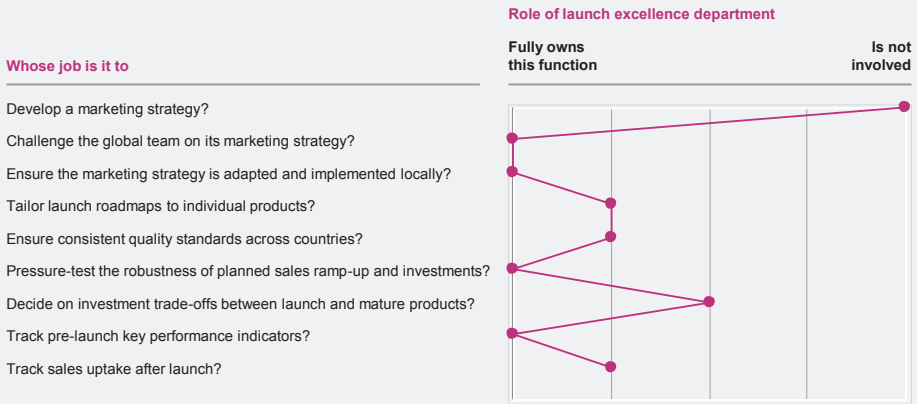 Role of launch excellence department
Fully owns
this function
Is not
involved
Whose job is it to
Develop a marketing strategy?
Challenge the global team on its marketing strategy?
Ensure the marketing strategy is adapted and implemented locally?
Tailor launch roadmaps to individual products?
Ensure consistent quality standards across countries?
Pressure-test the robustness of planned sales ramp-up and investments?
Decide on investment trade-offs between launch and mature products?
Track pre-launch key performance indicators?
Track sales uptake after launch?